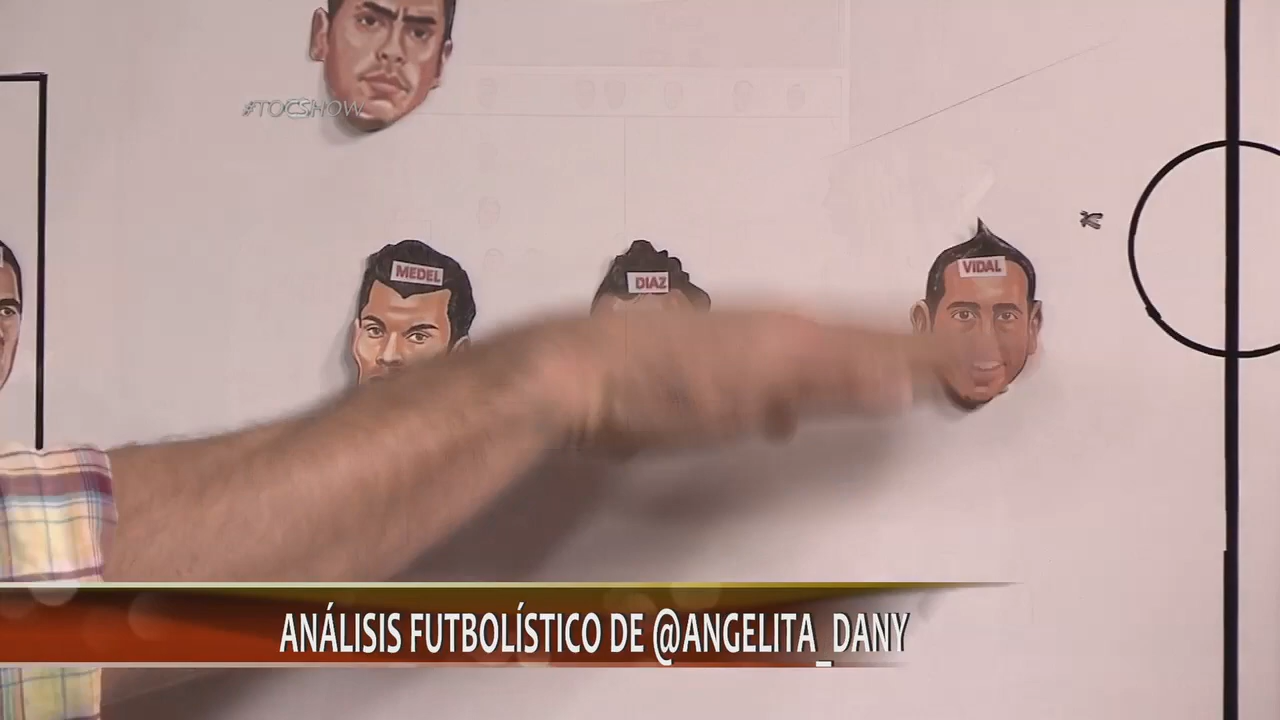 #TOCSHOW
MEDEL
DIAZ
VIDAL
ANÁLISIS FUTBOLÍSTICO DE @ANGELITA_DANY